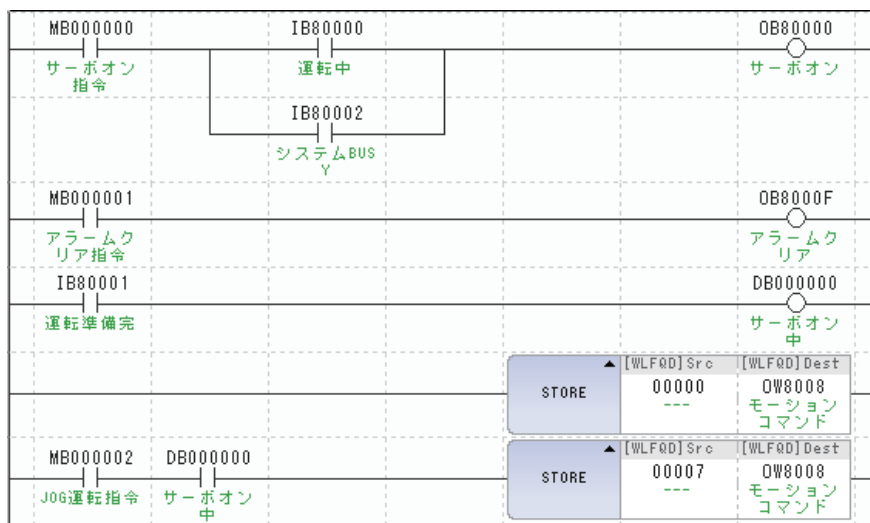 MB000000 IB80000 OB80000
サーボオン
指令
運転中
サーボオン
IB80002
システムBUS
Y
MB000001 OB8000F
アラームク
リア指令
アラームク
リア
IB80001 DB000000
運転準備完
サーボオン
中
[WLFQD]Src [WLFQD]Dest
STORE 00000 OW8008
---
モーション
コマンド
[WLFQD]Src [WLFQD]Dest
MB000002 DB000000 STORE 00007 OW8008
JOG運転指令
サーボオン
中
---
モーション
コマンド